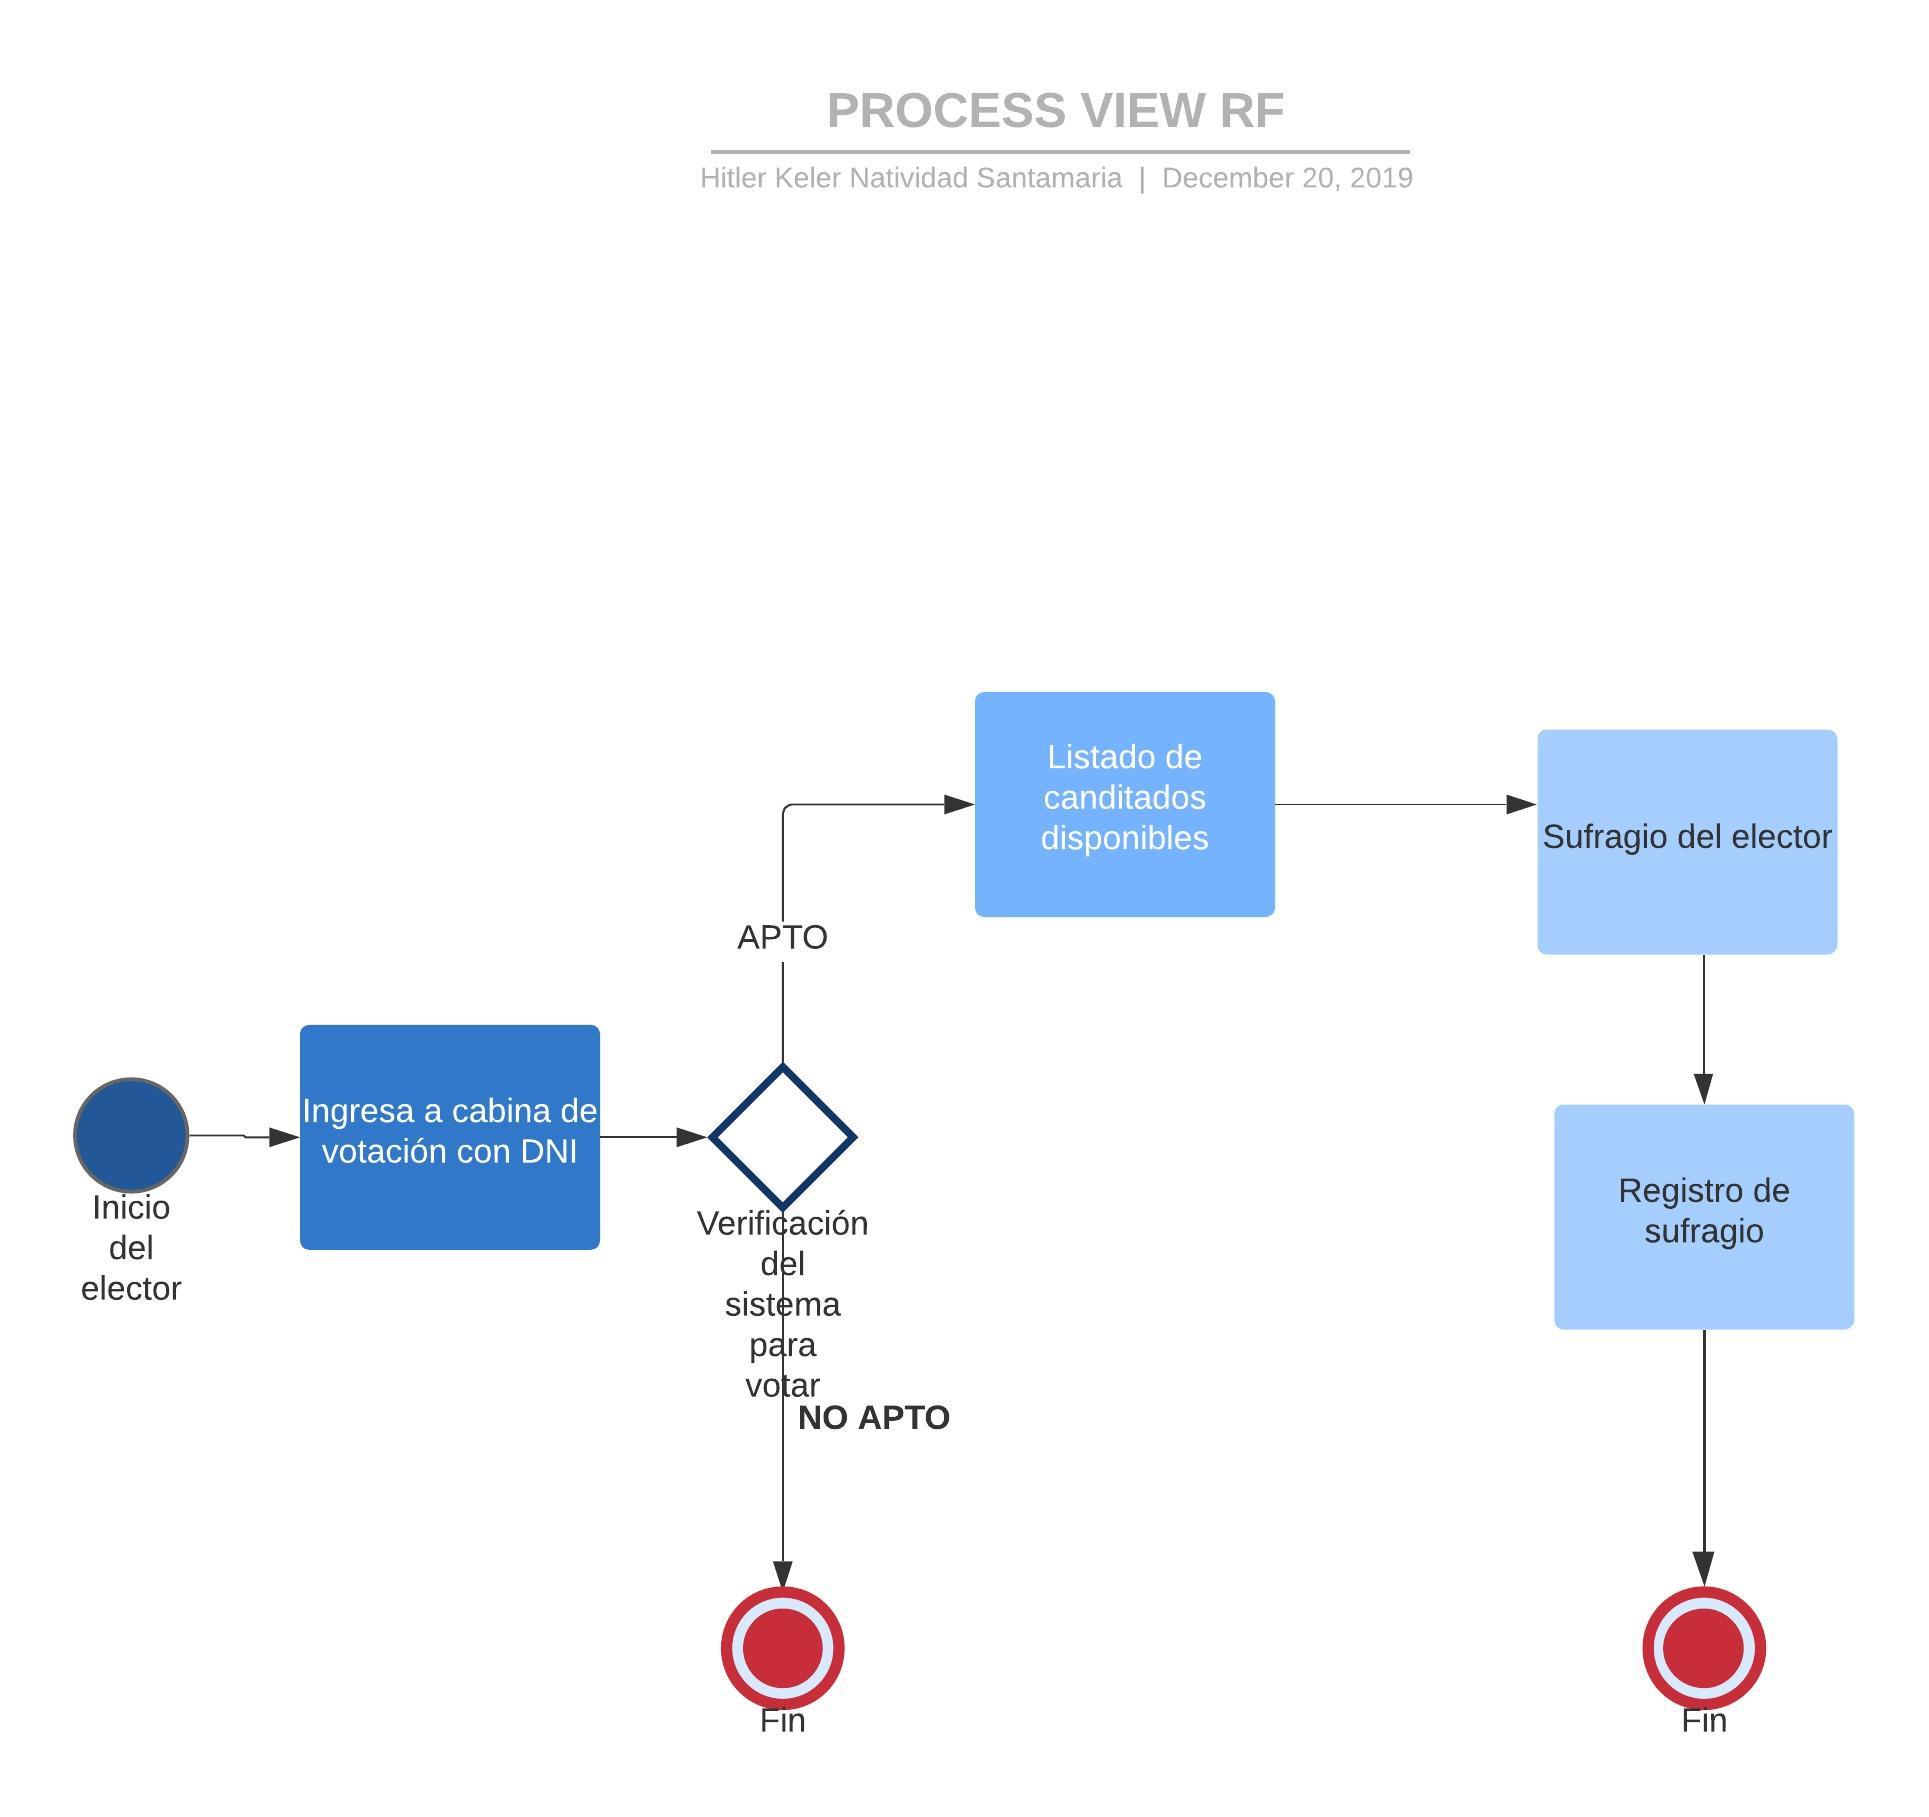 PROCESS VIEW RF
Hitler Keler Natividad Santamaria | December 20, 2019
Listado de
canditados
disponibles
Sufragio del elector
APTO
Ingresa a cabina de
votación con DNI
Inicio
del
elector
Verificación
del
sistema
para
votar
NO APTO
Registro de
sufragio
Fin
Fin